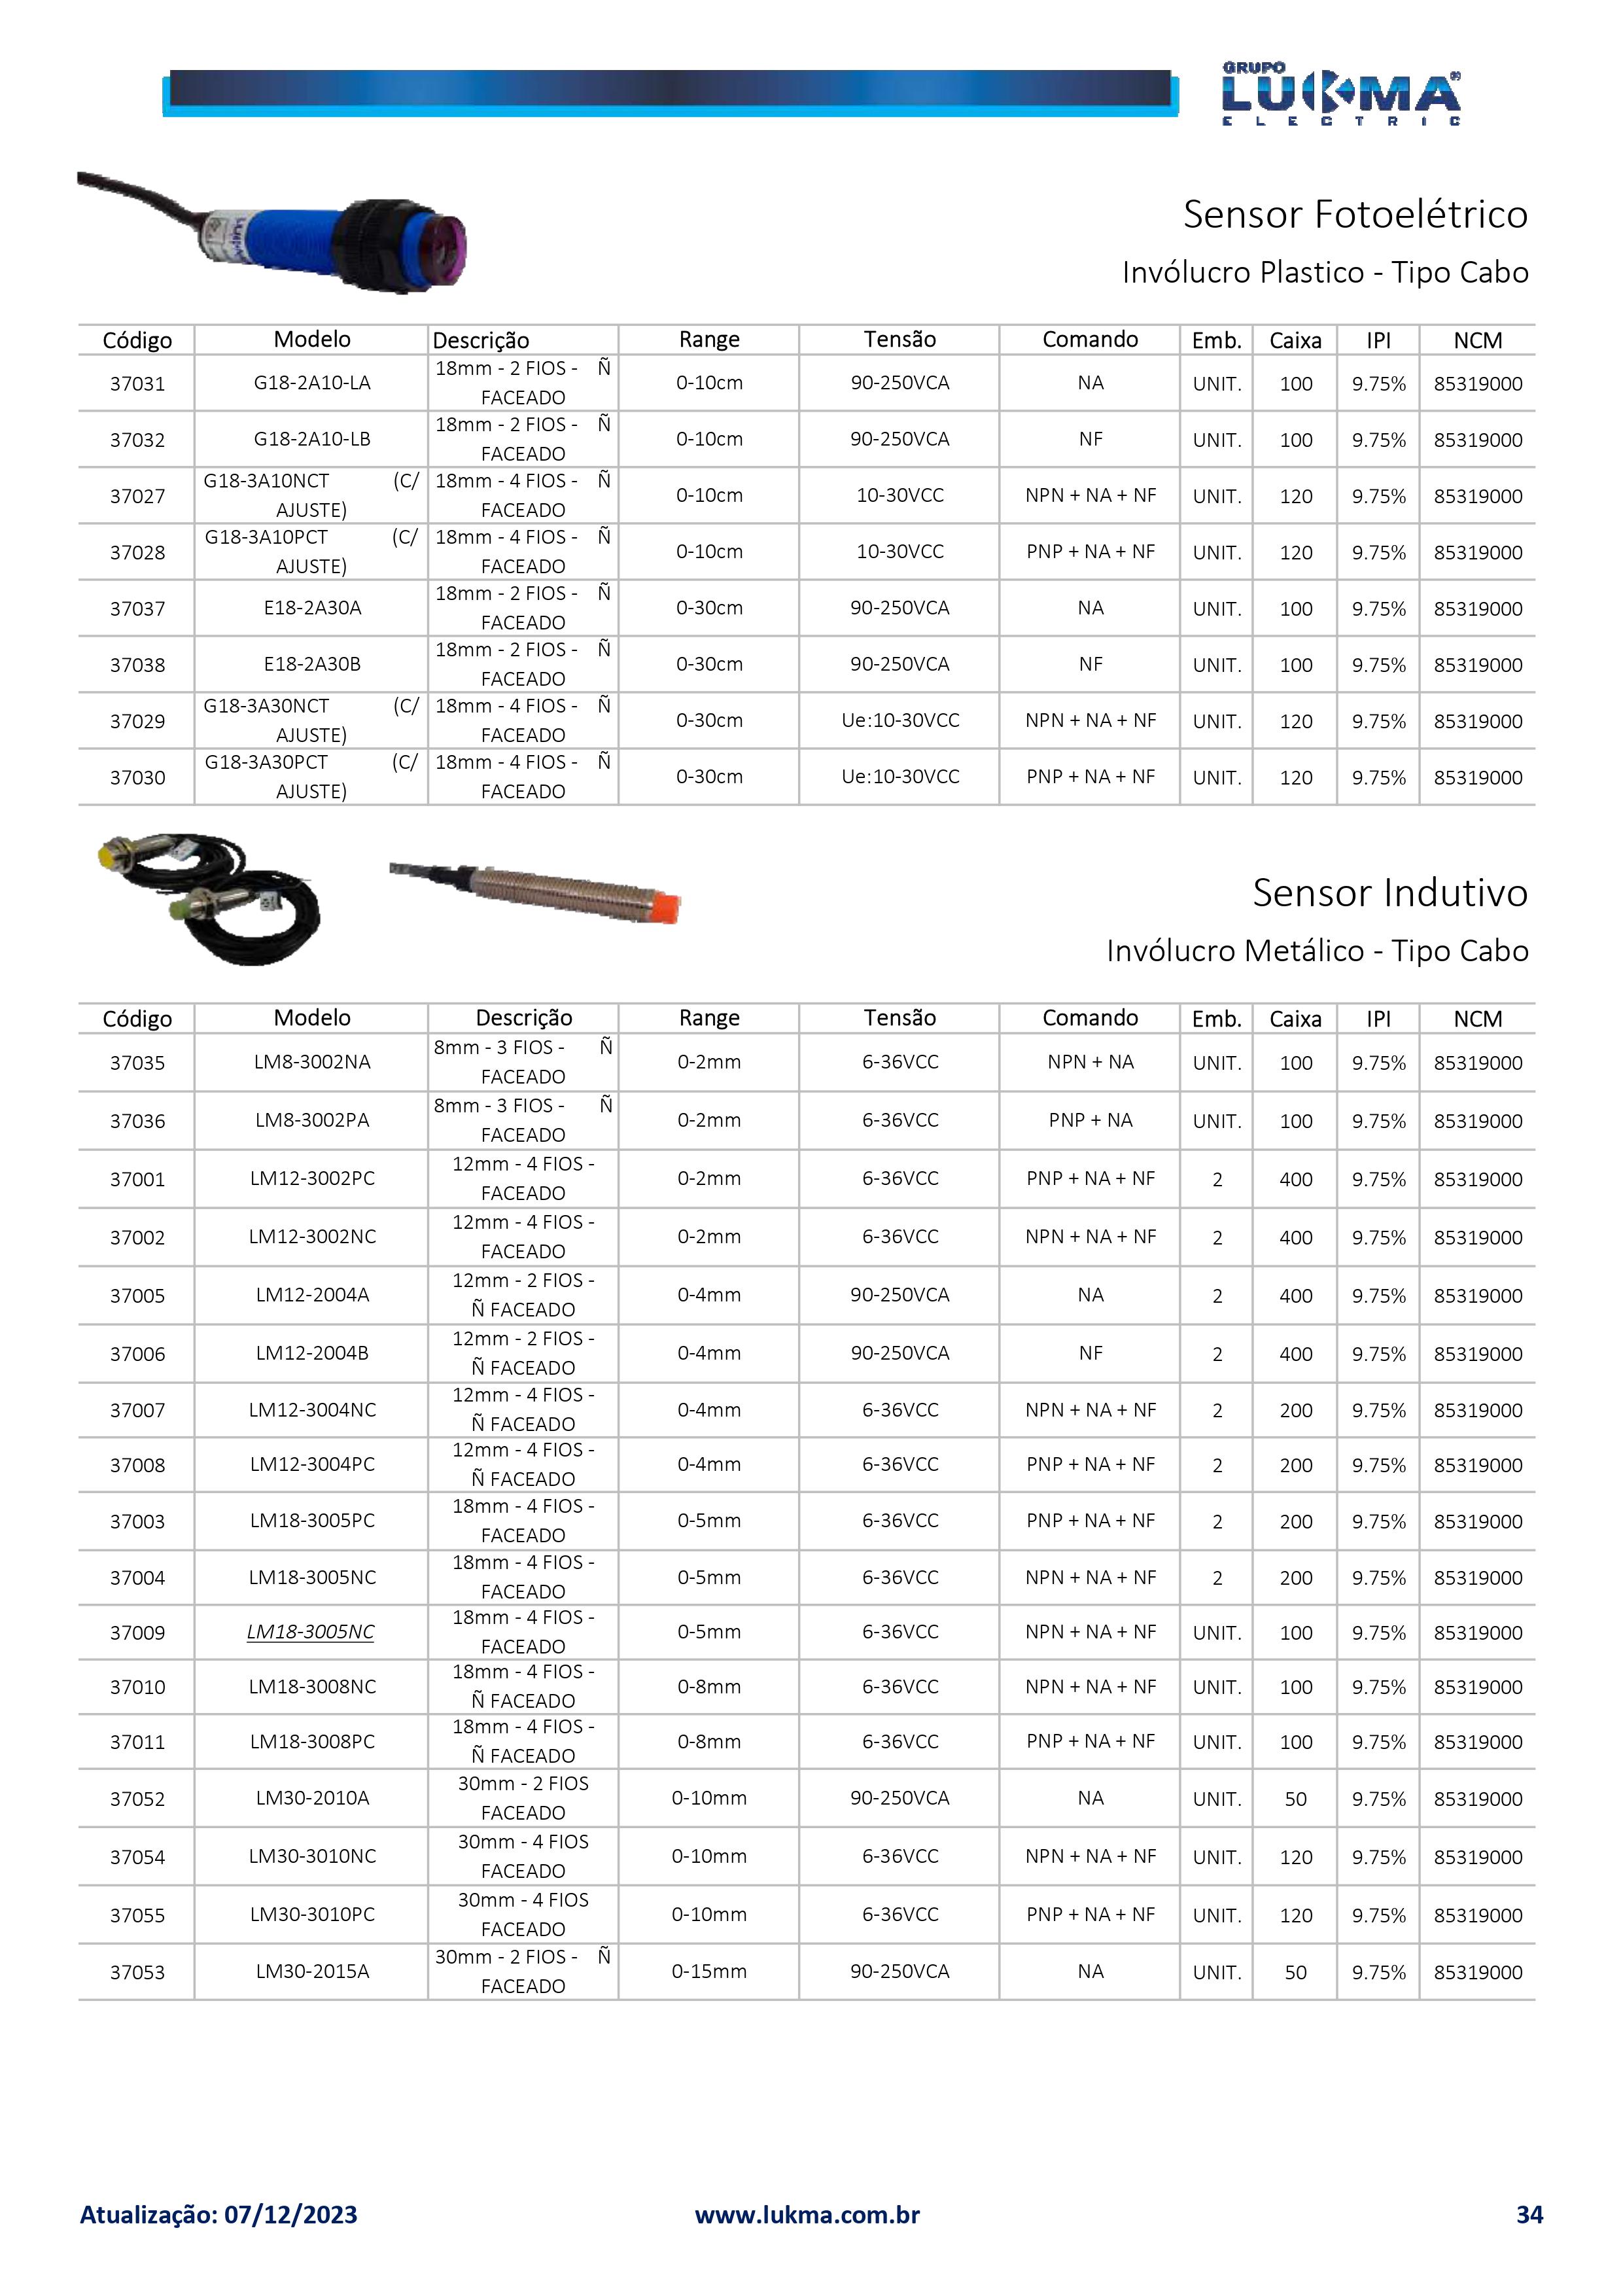 GRUPO
LUKMA®
ELECTRIC
Sensor Fotoelétrico
Invólucro Plastico - Tipo Cabo
Código Modelo Descrição Range Tensão Comando Emb. Caixa IPI NCM
37031 G18-2A10-LA 18mm - 2 FIOS - Ñ FACEADO 0-10cm 90-250VCA NA UNIT. 100 9.75% 85319000
37032 G18-2A10-LB 18mm - 2 FIOS - Ñ FACEADO 0-10cm 90-250VCA NF UNIT. 100 9.75% 85319000
37027 G18-3A10NCT (C/ AJUSTE) 18mm - 4 FIOS - Ñ FACEADO 0-10cm 10-30VCC NPN + NA + NF UNIT. 120 9.75% 85319000
37028 G18-3A10PCT (C/ AJUSTE) 18mm - 4 FIOS - Ñ FACEADO 0-10cm 10-30VCC PNP + NA + NF UNIT. 120 9.75% 85319000
37037 E18-2A30A 18mm - 2 FIOS - Ñ FACEADO 0-30cm 90-250VCA NA UNIT. 100 9.75% 85319000
37038 E18-2A30B 18mm - 2 FIOS - Ñ FACEADO 0-30cm 90-250VCA NF UNIT. 100 9.75% 85319000
37029 G18-3A30NCT (C/ AJUSTE) 18mm - 4 FIOS - Ñ FACEADO 0-30cm Ue:10-30VCC NPN + NA + NF UNIT. 120 9.75% 85319000
37030 G18-3A30PCT (C/ AJUSTE) 18mm - 4 FIOS - Ñ FACEADO 0-30cm Ue:10-30VCC PNP + NA + NF UNIT. 120 9.75% 85319000
Sensor Indutivo
Invólucro Metálico - Tipo Cabo
Código Modelo Descrição Range Tensão Comando Emb. Caixa IPI NCM
37035 LM8-3002NA 8mm - 3 FIOS - Ñ FACEADO 0-2mm 6-36VCC NPN + NA UNIT. 100 9.75% 85319000
37036 LM8-3002PA 8mm - 3 FIOS - Ñ FACEADO 0-2mm 6-36VCC PNP + NA UNIT. 100 9.75% 85319000
37001 LM12-3002PC 12mm - 4 FIOS - FACEADO 0-2mm 6-36VCC PNP + NA + NF 2 400 9.75% 85319000
37002 LM12-3002NC 12mm - 4 FIOS - FACEADO 0-2mm 6-36VCC NPN + NA + NF 2 400 9.75% 85319000
37005 LM12-2004A 12mm - 2 FIOS - Ñ FACEADO 0-4mm 90-250VCA NA 2 400 9.75% 85319000
37006 LM12-2004B 12mm - 2 FIOS - Ñ FACEADO 0-4mm 90-250VCA NF 2 400 9.75% 85319000
37007 LM12-3004NC 12mm - 4 FIOS - Ñ FACEADO 0-4mm 6-36VCC NPN + NA + NF 2 200 9.75% 85319000
37008 LM12-3004PC 12mm - 4 FIOS - Ñ FACEADO 0-4mm 6-36VCC PNP + NA + NF 2 200 9.75% 85319000
37003 LM18-3005PC 18mm - 4 FIOS - FACEADO 0-5mm 6-36VCC PNP + NA + NF 2 200 9.75% 85319000
37004 LM18-3005NC 18mm - 4 FIOS - FACEADO 0-5mm 6-36VCC NPN + NA + NF 2 200 9.75% 85319000
37009 LM18-3005NC 18mm - 4 FIOS - FACEADO 0-5mm 6-36VCC NPN + NA + NF UNIT. 100 9.75% 85319000
37010 LM18-3008NC 18mm - 4 FIOS - Ñ FACEADO 0-8mm 6-36VCC NPN + NA + NF UNIT. 100 9.75% 85319000
37011 LM18-3008PC 18mm - 4 FIOS - Ñ FACEADO 0-8mm 6-36VCC PNP + NA + NF UNIT. 100 9.75% 85319000
37052 LM30-2010A 30mm - 2 FIOS FACEADO 0-10mm 90-250VCA NA UNIT. 50 9.75% 85319000
37054 LM30-3010NC 30mm - 4 FIOS FACEADO 0-10mm 6-36VCC NPN + NA + NF UNIT. 120 9.75% 85319000
37055 LM30-3010PC 30mm - 4 FIOS FACEADO 0-10mm 6-36VCC PNP + NA + NF UNIT. 120 9.75% 85319000
37053 LM30-2015A 30mm - 2 FIOS - Ñ FACEADO 0-15mm 90-250VCA NA UNIT. 50 9.75% 85319000
Atualização: 07/12/2023 www.lukma.com.br 34